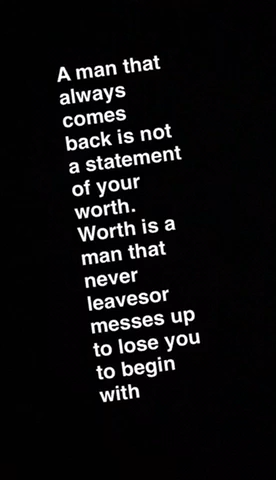 A man that
always
comes
back is not
a statement
of your
worth.
Worth is a
man that
never
leavesor
messes up
to lose you
to begin
with